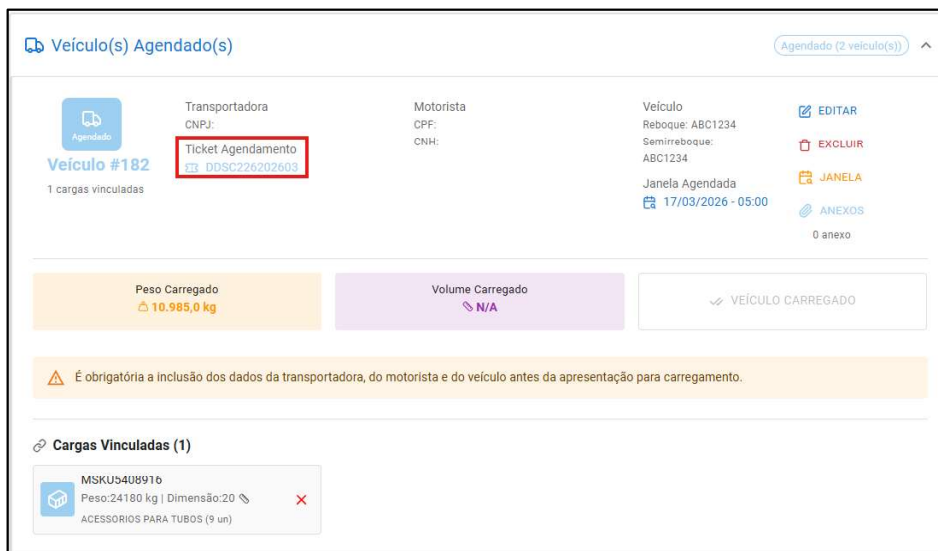 Veículo(s) Agendado(s)
Agendado (2 veículo(s))
Agendado
Veículo #182
1 cargas vinculadas
Transportadora
CNPJ:
Ticket Agendamento
DDSC226202603
Motorista
CPF:
CNH:
Veículo
Reboque: ABC1234
Semirreboque:
ABC1234
Janela Agendada
17/03/2026 - 05:00
EDITAR
EXCLUIR
JANELA
ANEXOS
0 anexo
Peso Carregado
10.985,0 kg
Volume Carregado
N/A
VEÍCULO CARREGADO
É obrigatória a inclusão dos dados da transportadora, do motorista e do veículo antes da apresentação para carregamento.
Cargas Vinculadas (1)
MSKU5408916
Peso:24180 kg | Dimensão:20
ACESSORIOS PARA TUBOS (9 un)